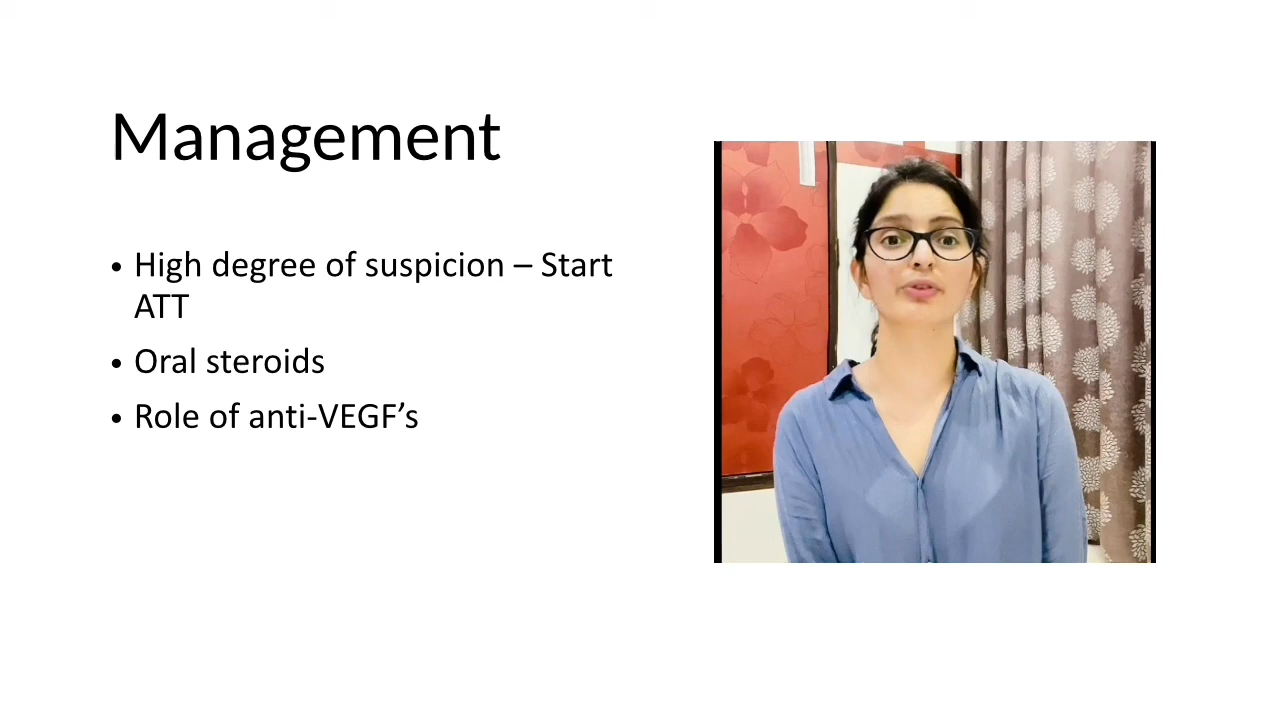 Management
• High degree of suspicion – Start
ATT
• Oral steroids
• Role of anti-VEGF’s